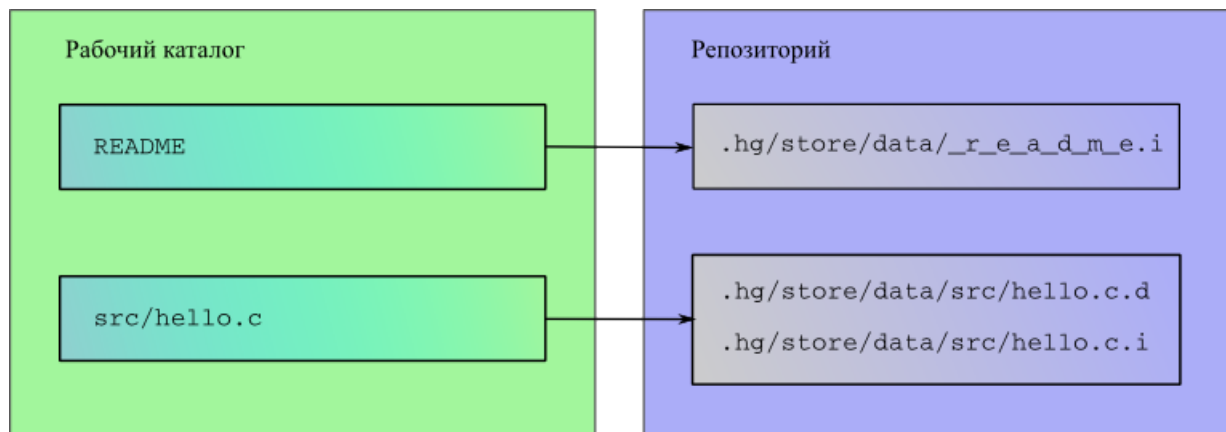 Рабочий каталог
README
src/hello.c
Репозиторий
.hg/store/data/_r_e_a_d_m_e.i
.hg/store/data/src/hello.c.d
.hg/store/data/src/hello.c.i